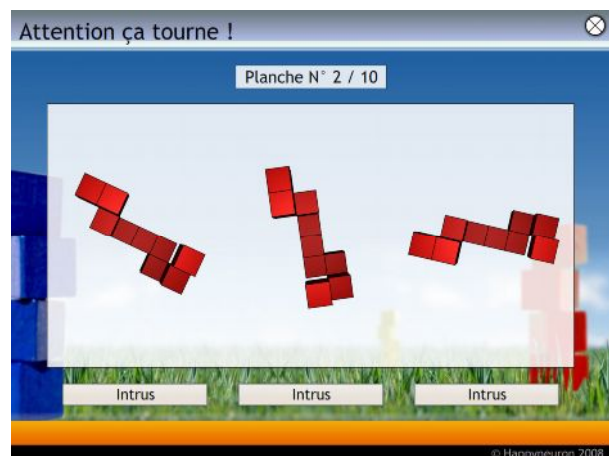 Attention ça tourne !
Planche N° 2 / 10
Intrus Intrus Intrus
© Happyneuron 2008